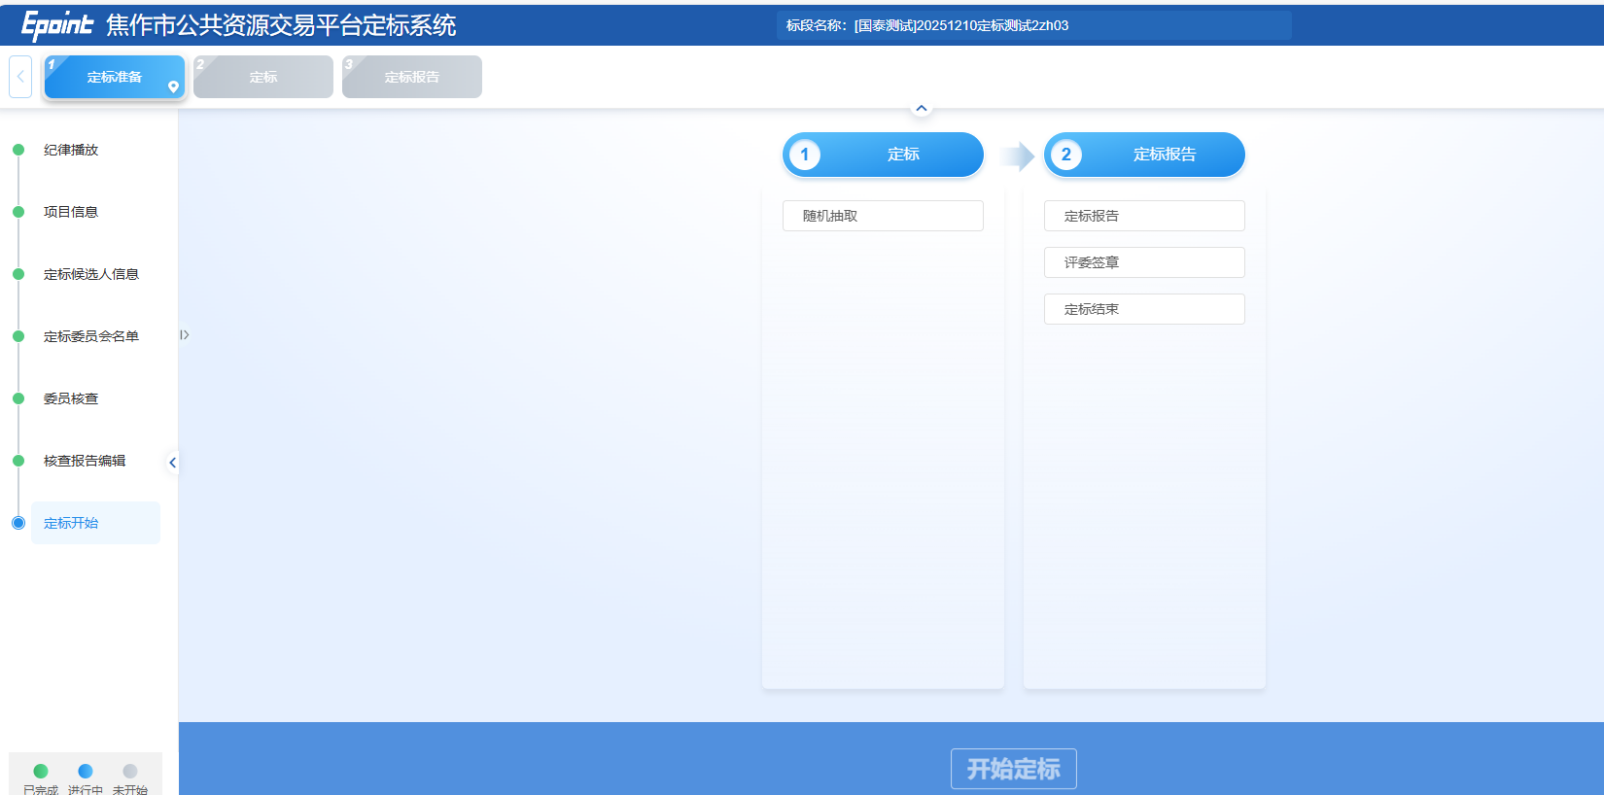 Epoint 焦作市公共资源交易平台定标系统
标段名称：[国泰测试]20251210定标测试2zh03
1 定标准备
2 定标
3 定标报告
纪律播放
项目信息
定标候选人信息
定标委员会名单
委员核查
核查报告编辑
定标开始
1 定标
随机抽取
2 定标报告
定标报告
评委签章
定标结束
开始定标
已完成 进行中 未开始